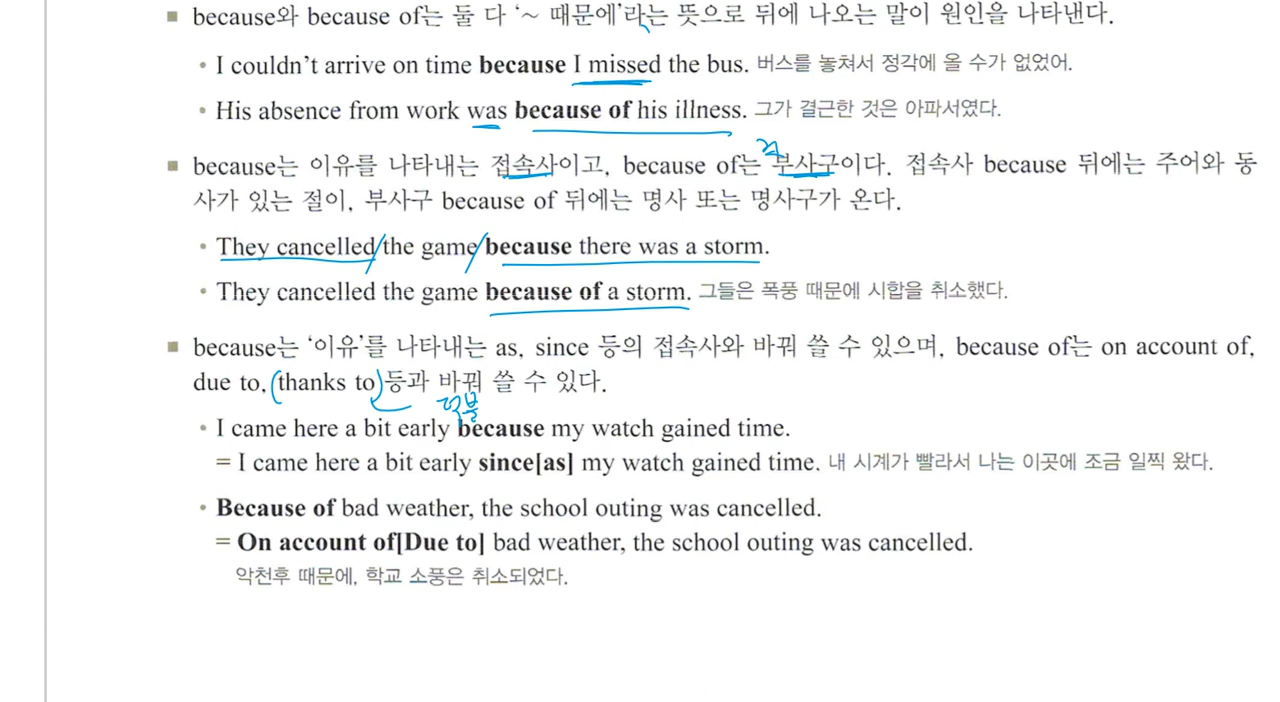 because와 because of는 둘 다 ‘~ 때문에’라는 뜻으로 뒤에 나오는 말이 원인을 나타낸다.
I couldn’t arrive on time because I missed the bus. 버스를 놓쳐서 정각에 올 수가 없었어.
His absence from work was because of his illness. 그가 결근한 것은 아파서였다.
because는 이유를 나타내는 접속사이고, because of는 부사구이다. 접속사 because 뒤에는 주어와 동
사가 있는 절이, 부사구 because of 뒤에는 명사 또는 명사구가 온다.
They cancelled the game because there was a storm.
They cancelled the game because of a storm. 그들은 폭풍 때문에 시합을 취소했다.
because는 ‘이유’를 나타내는 as, since 등의 접속사와 바꿔 쓸 수 있으며, because of는 on account of,
due to, (thanks to) 등과 바꿔 쓸 수 있다.
덕분
I came here a bit early because my watch gained time.
= I came here a bit early since[as] my watch gained time. 내 시계가 빨라서 나는 이곳에 조금 일찍 왔다.
Because of bad weather, the school outing was cancelled.
= On account of[Due to] bad weather, the school outing was cancelled.
악천후 때문에, 학교 소풍은 취소되었다.